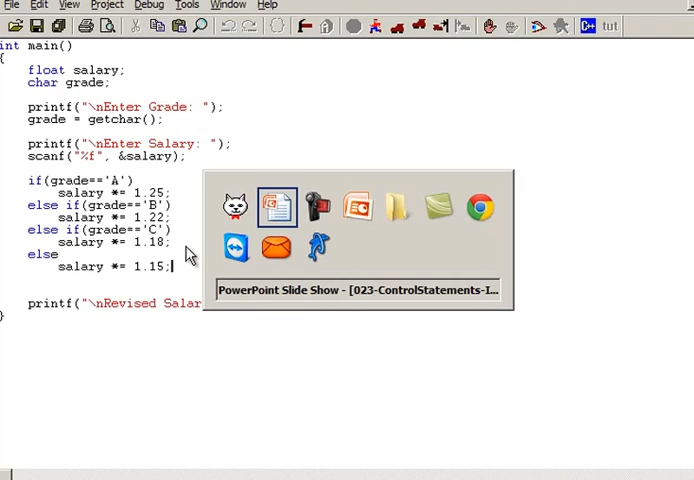 File Edit View Project Debug Tools Window Help
C++ tut
int main()
{
float salary;
char grade;
printf("\nEnter Grade: ");
grade = getchar();
printf("\nEnter Salary: ");
scanf("%f", &salary);
if(grade=='A')
salary *= 1.25;
else if(grade=='B')
salary *= 1.22;
else if(grade=='C')
salary *= 1.18;
else
salary *= 1.15;
printf("\nRevised Salar
}
PowerPoint Slide Show - [023-ControlStatements-I...